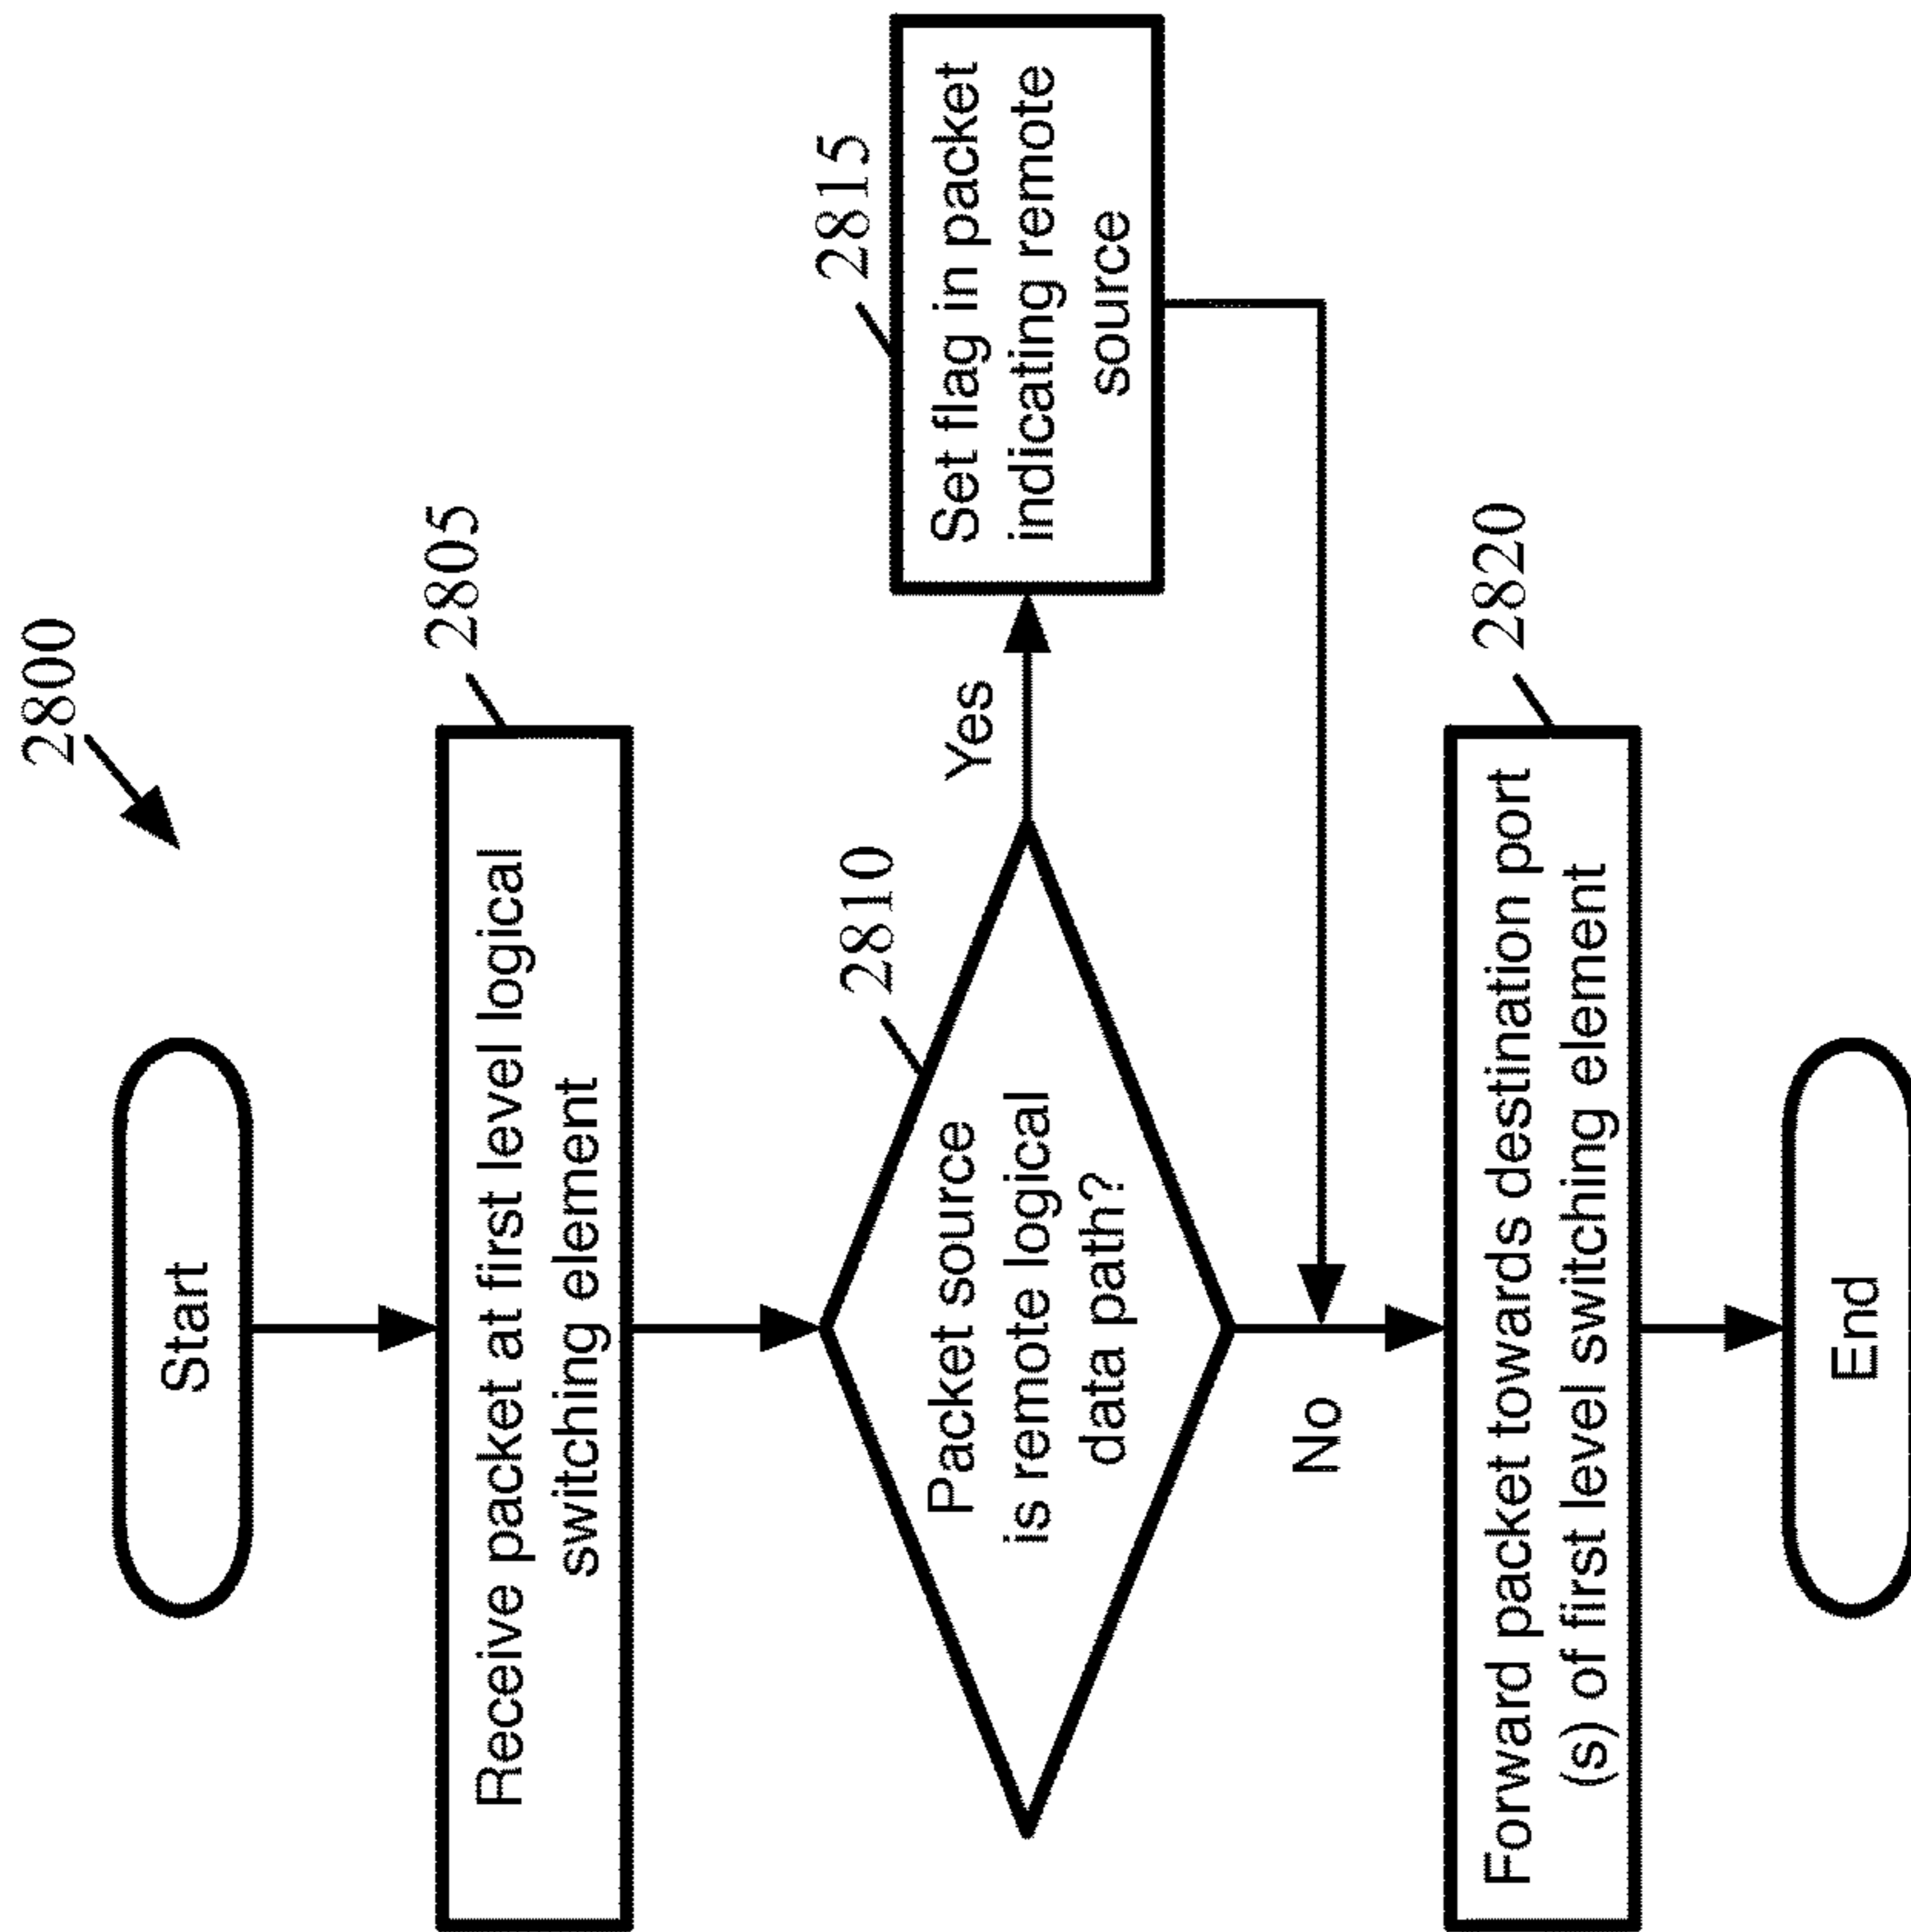 2800
Start
2805
Receive packet at first level logical
switching element
2810
Packet source
is remote logical
data path?
Yes
2815
Set flag in packet
indicating remote
source
No
2820
Forward packet towards destination port
(s) of first level switching element
End